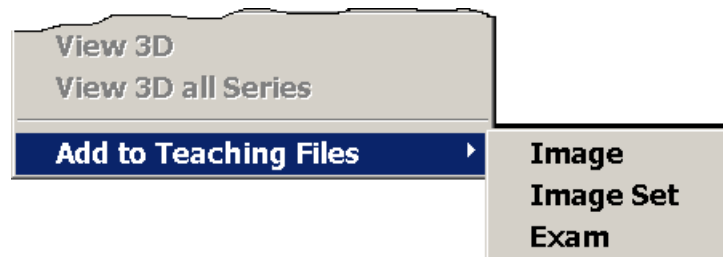 View 3D
View 3D all Series
Add to Teaching Files
Image
Image Set
Exam